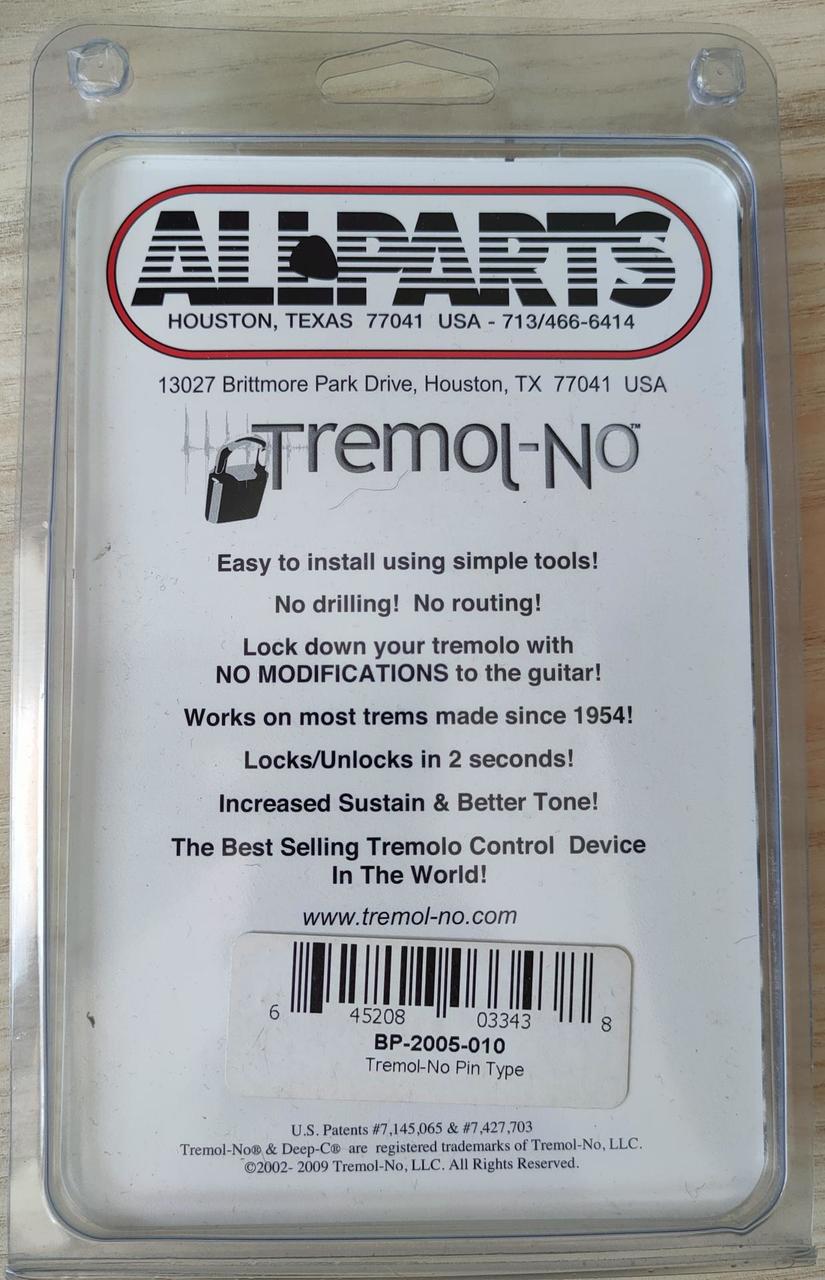 ALLPARTS
HOUSTON, TEXAS 77041 USA - 713/466-6414
13027 Brittmore Park Drive, Houston, TX 77041 USA
Tremol-No™
Easy to install using simple tools!
No drilling! No routing!
Lock down your tremolo with
NO MODIFICATIONS to the guitar!
Works on most trems made since 1954!
Locks/Unlocks in 2 seconds!
Increased Sustain & Better Tone!
The Best Selling Tremolo Control Device
In The World!
www.tremol-no.com
6 45208 03343 8
BP-2005-010
Tremol-No Pin Type
U.S. Patents #7,145,065 & #7,427,703
Tremol-No® & Deep-C® are registered trademarks of Tremol-No, LLC.
©2002- 2009 Tremol-No, LLC. All Rights Reserved.